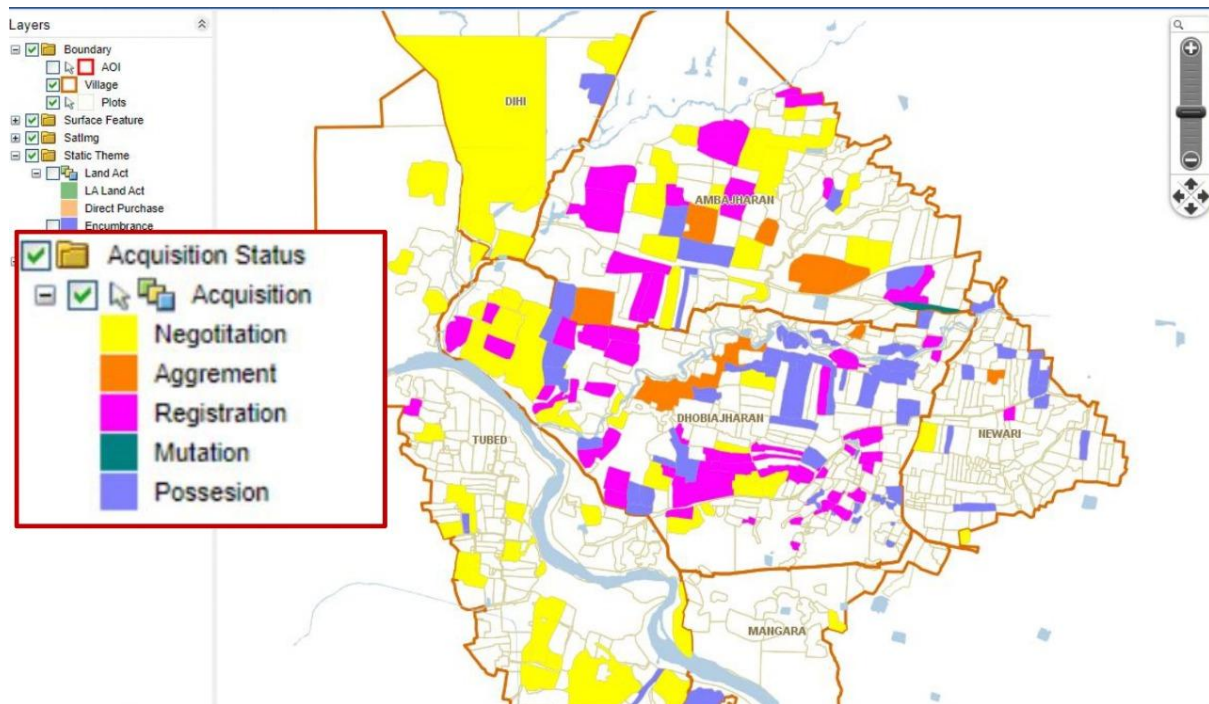 Layers
Boundary
AOI
Village
Plots
Surface Feature
SatImg
Static Theme
Land Act
LA Land Act
Direct Purchase
Encumbrance
Acquisition Status
Acquisition
Negotitation
Aggrement
Registration
Mutation
Possesion
DIHI
AMBAJHARAN
DHOBIAJHARAN
NEWARI
TUBED
MANGARA